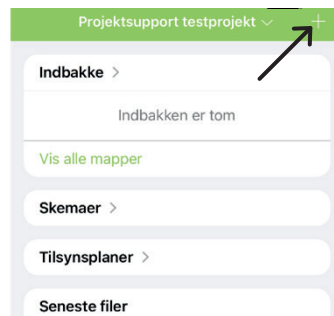 Projektsupport testprojekt
Indbakke
Indbakken er tom
Vis alle mapper
Skemaer
Tilsynsplaner
Seneste filer